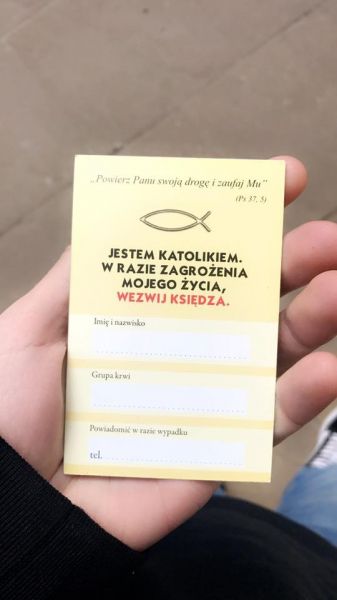 „Powierz Panu swoją drogę i zaufaj Mu”
(Ps 37, 5)
JESTEM KATOLIKIEM.
W RAZIE ZAGROŻENIA
MOJEGO ŻYCIA,
WEZWIJ KSIĘDZA.
Imię i nazwisko
Grupa krwi
Powiadomić w razie wypadku
tel.